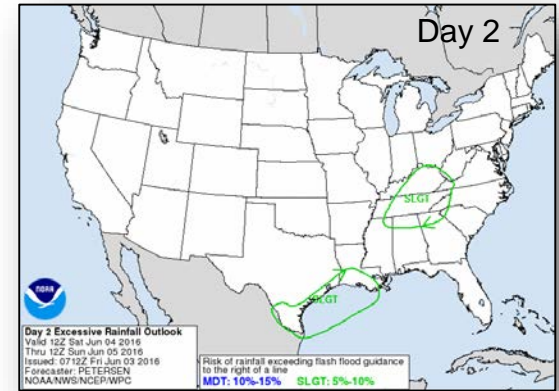 Day 2
SLGT
SLGT
NOAA
Day 2 Excessive Rainfall Outlook
Valid 12Z Sat Jun 04 2016
Thru 12Z Sun Jun 05 2016
Issued: 0712Z Fri Jun 03 2016
Forecaster: PETERSEN
NOAA/NWS/NCEP/WPC
Risk of rainfall exceeding flash flood guidance
to the right of a line
MDT: 10%-15% SLGT: 5%-10%